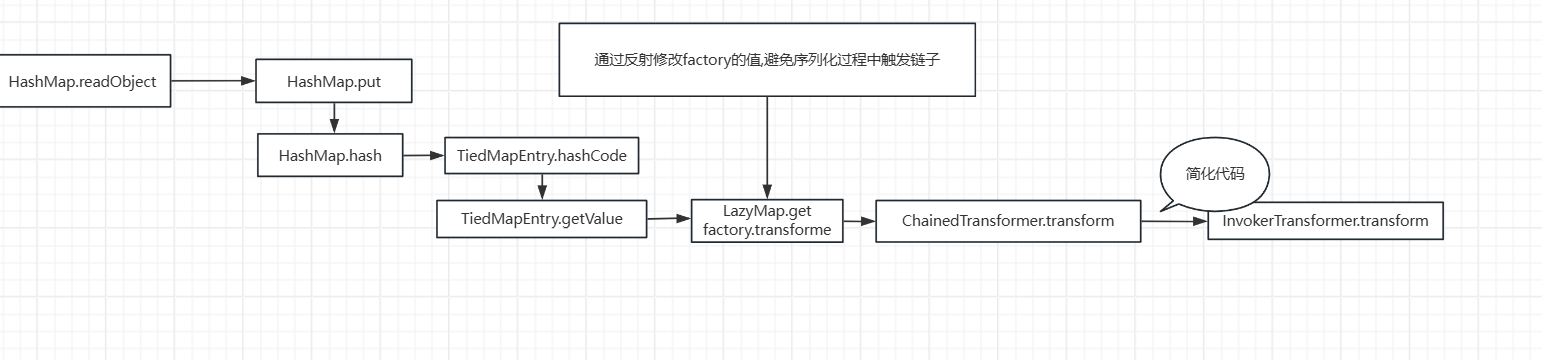 通过反射修改factory的值,避免序列化过程中触发链子
HashMap.readObject
HashMap.put
HashMap.hash
TiedMapEntry.hashCode
简化代码
TiedMapEntry.getValue
LazyMap.get
factory.transforme
ChainedTransformer.transform
InvokerTransformer.transform